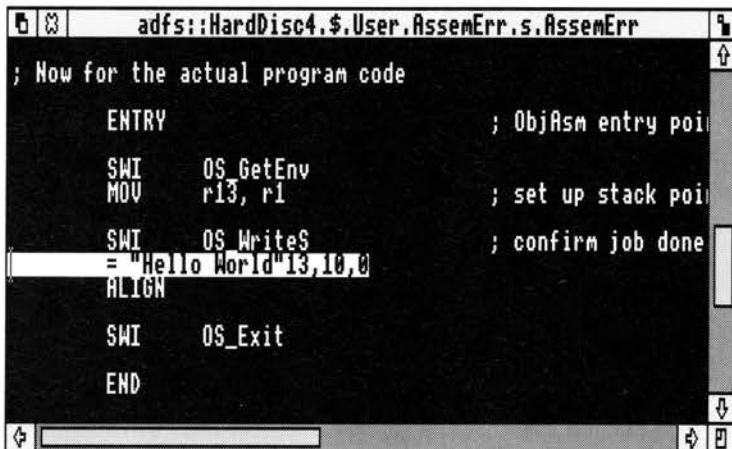 adfs::HardDisc4.$.User.AssemErr.s.AssemErr
; Now for the actual program code
ENTRY ; ObjAsm entry poi
SWI OS_GetEnv
MOV r13, r1 ; set up stack poi
SWI OS_WriteS ; confirm job done
= "Hello World"13,10,0
ALIGN
SWI OS_Exit
END